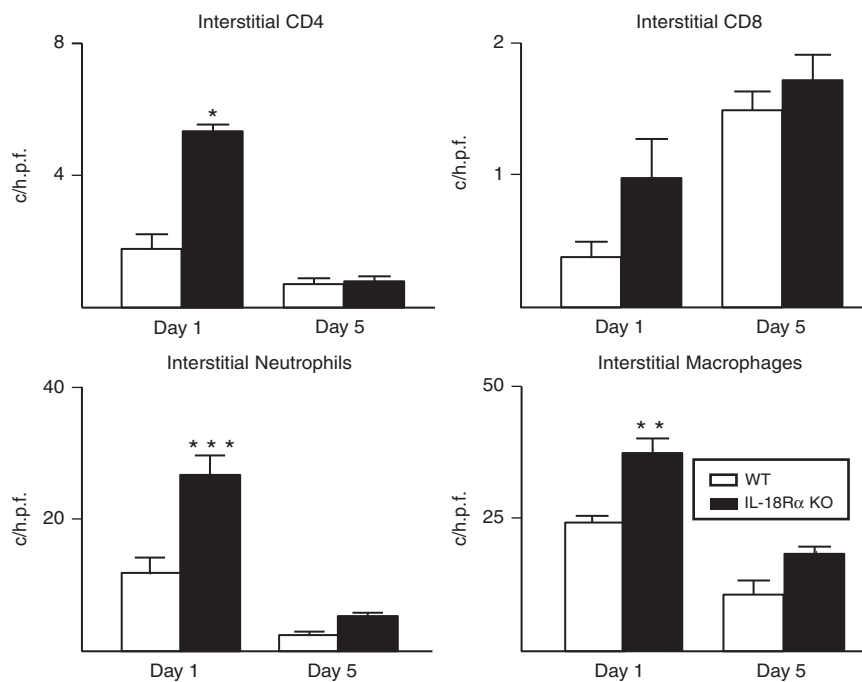 Interstitial CD4
8
4
c/h.p.f.
*
Day 1
Day 5
Interstitial CD8
2
1
c/h.p.f.
Day 1
Day 5
Interstitial Neutrophils
40
20
c/h.p.f.
* * *
Day 1
Day 5
Interstitial Macrophages
50
25
c/h.p.f.
* *
WT
IL-18Rα KO
Day 1
Day 5